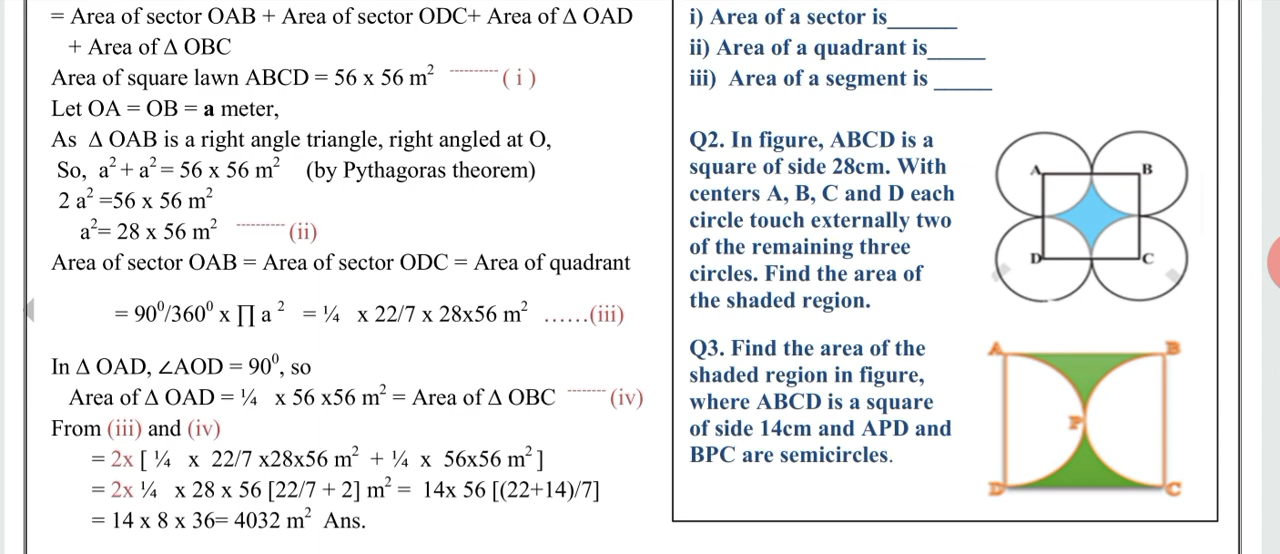 = Area of sector OAB + Area of sector ODC+ Area of Δ OAD
+ Area of Δ OBC
Area of square lawn ABCD = 56 x 56 m² ---------- ( i )
Let OA = OB = a meter,
As Δ OAB is a right angle triangle, right angled at O,
So, a² + a² = 56 x 56 m² (by Pythagoras theorem)
2 a² =56 x 56 m²
a²= 28 x 56 m² ---------- (ii)
Area of sector OAB = Area of sector ODC = Area of quadrant
= 90⁰/360⁰ x ∏ a ² = ¼ x 22/7 x 28x56 m² ......(iii)
In Δ OAD, ∠AOD = 90⁰, so
Area of Δ OAD = ¼ x 56 x56 m² = Area of Δ OBC -------- (iv)
From (iii) and (iv)
= 2x [ ¼ x 22/7 x28x56 m² + ¼ x 56x56 m² ]
= 2x ¼ x 28 x 56 [22/7 + 2] m² = 14x 56 [(22+14)/7]
= 14 x 8 x 36= 4032 m² Ans.
i) Area of a sector is______
ii) Area of a quadrant is_____
iii) Area of a segment is _____
Q2. In figure, ABCD is a
square of side 28cm. With
centers A, B, C and D each
circle touch externally two
of the remaining three
circles. Find the area of
the shaded region.
A
B
D
C
Q3. Find the area of the
shaded region in figure,
where ABCD is a square
of side 14cm and APD and
BPC are semicircles.
A
B
P
D
C